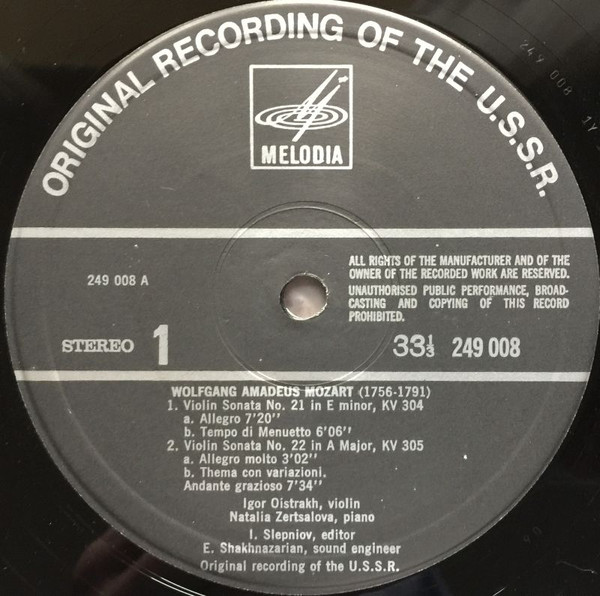 ORIGINAL RECORDING OF THE U.S.S.R.
249 008 1Y
MELODIA
249 008 A
ALL RIGHTS OF THE MANUFACTURER AND OF THE
OWNER OF THE RECORDED WORK ARE RESERVED.
UNAUTHORISED PUBLIC PERFORMANCE, BROAD-
CASTING AND COPYING OF THIS RECORD
PROHIBITED.
STEREO 1
33⅓ 249 008
WOLFGANG AMADEUS MOZART (1756-1791)
1. Violin Sonata No. 21 in E minor, KV 304
a. Allegro 7'20''
b. Tempo di Menuetto 6'06''
2. Violin Sonata No. 22 in A Major, KV 305
a. Allegro molto 3'02''
b. Thema con variazioni.
Andante grazioso 7'34''
Igor Oistrakh, violin
Natalia Zertsalova, piano
I. Slepniov, editor
E. Shakhnazarian, sound engineer
Original recording of the U.S.S.R.